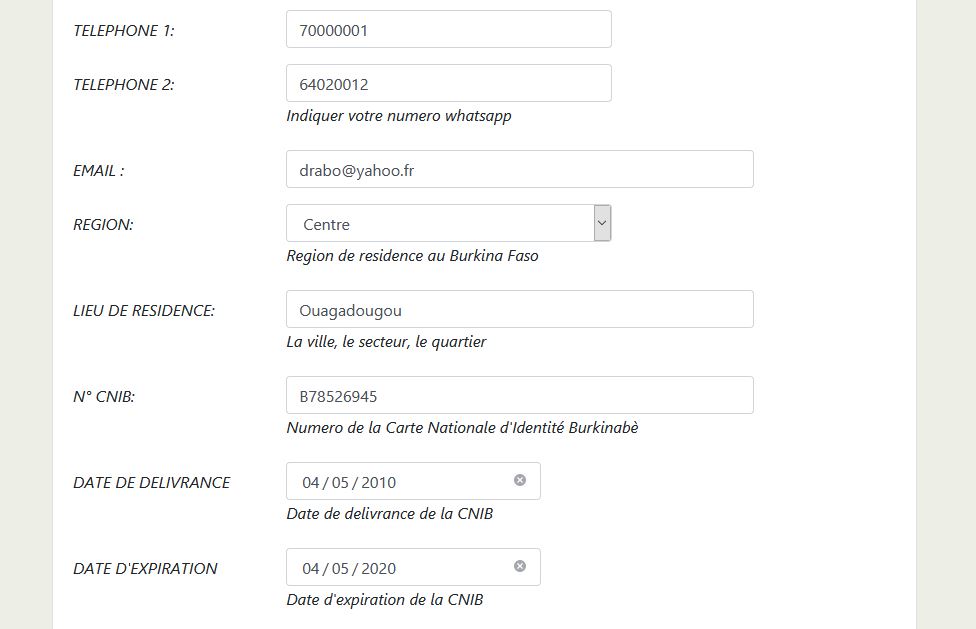 TELEPHONE 1: 70000001
TELEPHONE 2: 64020012
Indiquer votre numero whatsapp
EMAIL : drabo@yahoo.fr
REGION: Centre
Region de residence au Burkina Faso
LIEU DE RESIDENCE: Ouagadougou
La ville, le secteur, le quartier
N° CNIB: B78526945
Numero de la Carte Nationale d'Identité Burkinabè
DATE DE DELIVRANCE 04 / 05 / 2010
Date de delivrance de la CNIB
DATE D'EXPIRATION 04 / 05 / 2020
Date d'expiration de la CNIB